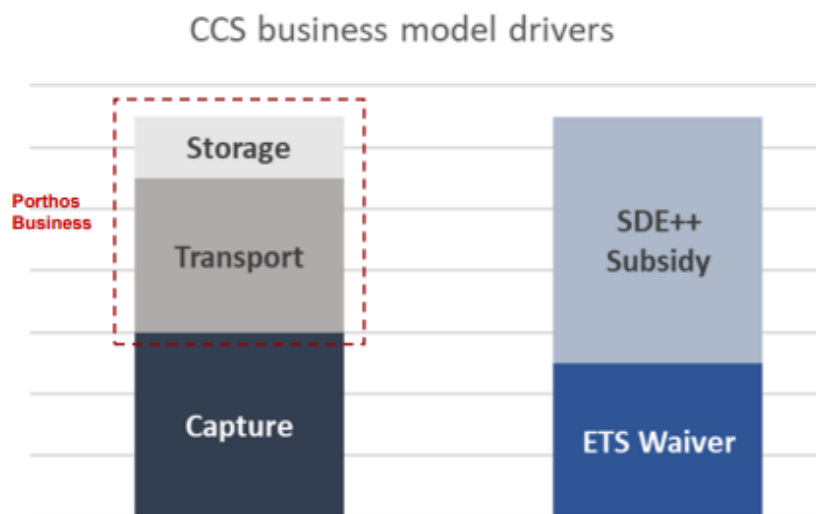 CCS business model drivers
Storage
Porthos
Business
Transport
Capture
SDE++
Subsidy
ETS Waiver